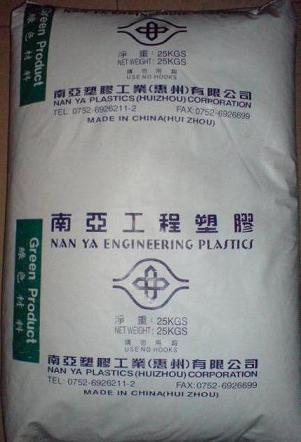 Green Product
綠色材料
淨 重：25KGS
NET WEIGHT：25KGS
請勿用鈎
USE NO HOOKS
南亞塑膠工業(惠州)有限公司
NAN YA PLASTICS(HUIZHOU)CORPORATION
TEL: 0752-6926211-2 FAX:0752-6926699
MADE IN CHINA(HUI ZHOU)
南亞工程塑膠
NAN YA ENGINEERING PLASTICS
Green Product
綠色材料
淨 重：25KGS
NET WEIGHT：25KGS
請勿用鈎
USE NO HOOKS
南亞塑膠工業(惠州)有限公司
NAN YA PLASTICS(HUIZHOU)CORPORATION
TEL: 0752-6926211-2 FAX:0752-6926699
MADE IN CHINA(HUI ZHOU)